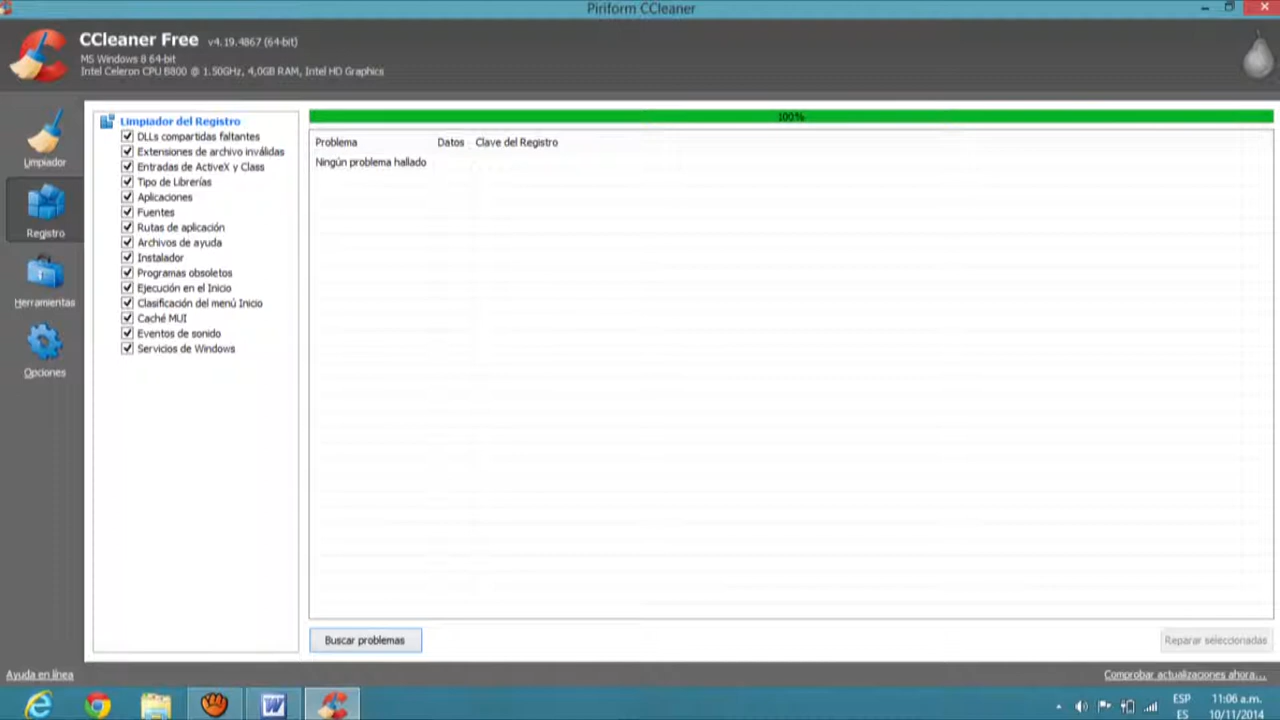 Piriform CCleaner
CCleaner Free v4.19.4867 (64-bit)
MS Windows 8 64-bit
Intel Celeron CPU B800 @ 1.50GHz, 4,0GB RAM, Intel HD Graphics
Limpiador
Registro
Herramientas
Opciones
Limpiador del Registro
DLLs compartidas faltantes
Extensiones de archivo inválidas
Entradas de ActiveX y Class
Tipo de Librerías
Aplicaciones
Fuentes
Rutas de aplicación
Archivos de ayuda
Instalador
Programas obsoletos
Ejecución en el Inicio
Clasificación del menú Inicio
Caché MUI
Eventos de sonido
Servicios de Windows
100%
Problema Datos Clave del Registro
Ningún problema hallado
Buscar problemas
Reparar seleccionadas
Ayuda en línea
Comprobar actualizaciones ahora...
ESP 11:06 a.m.
ES 10/11/2014